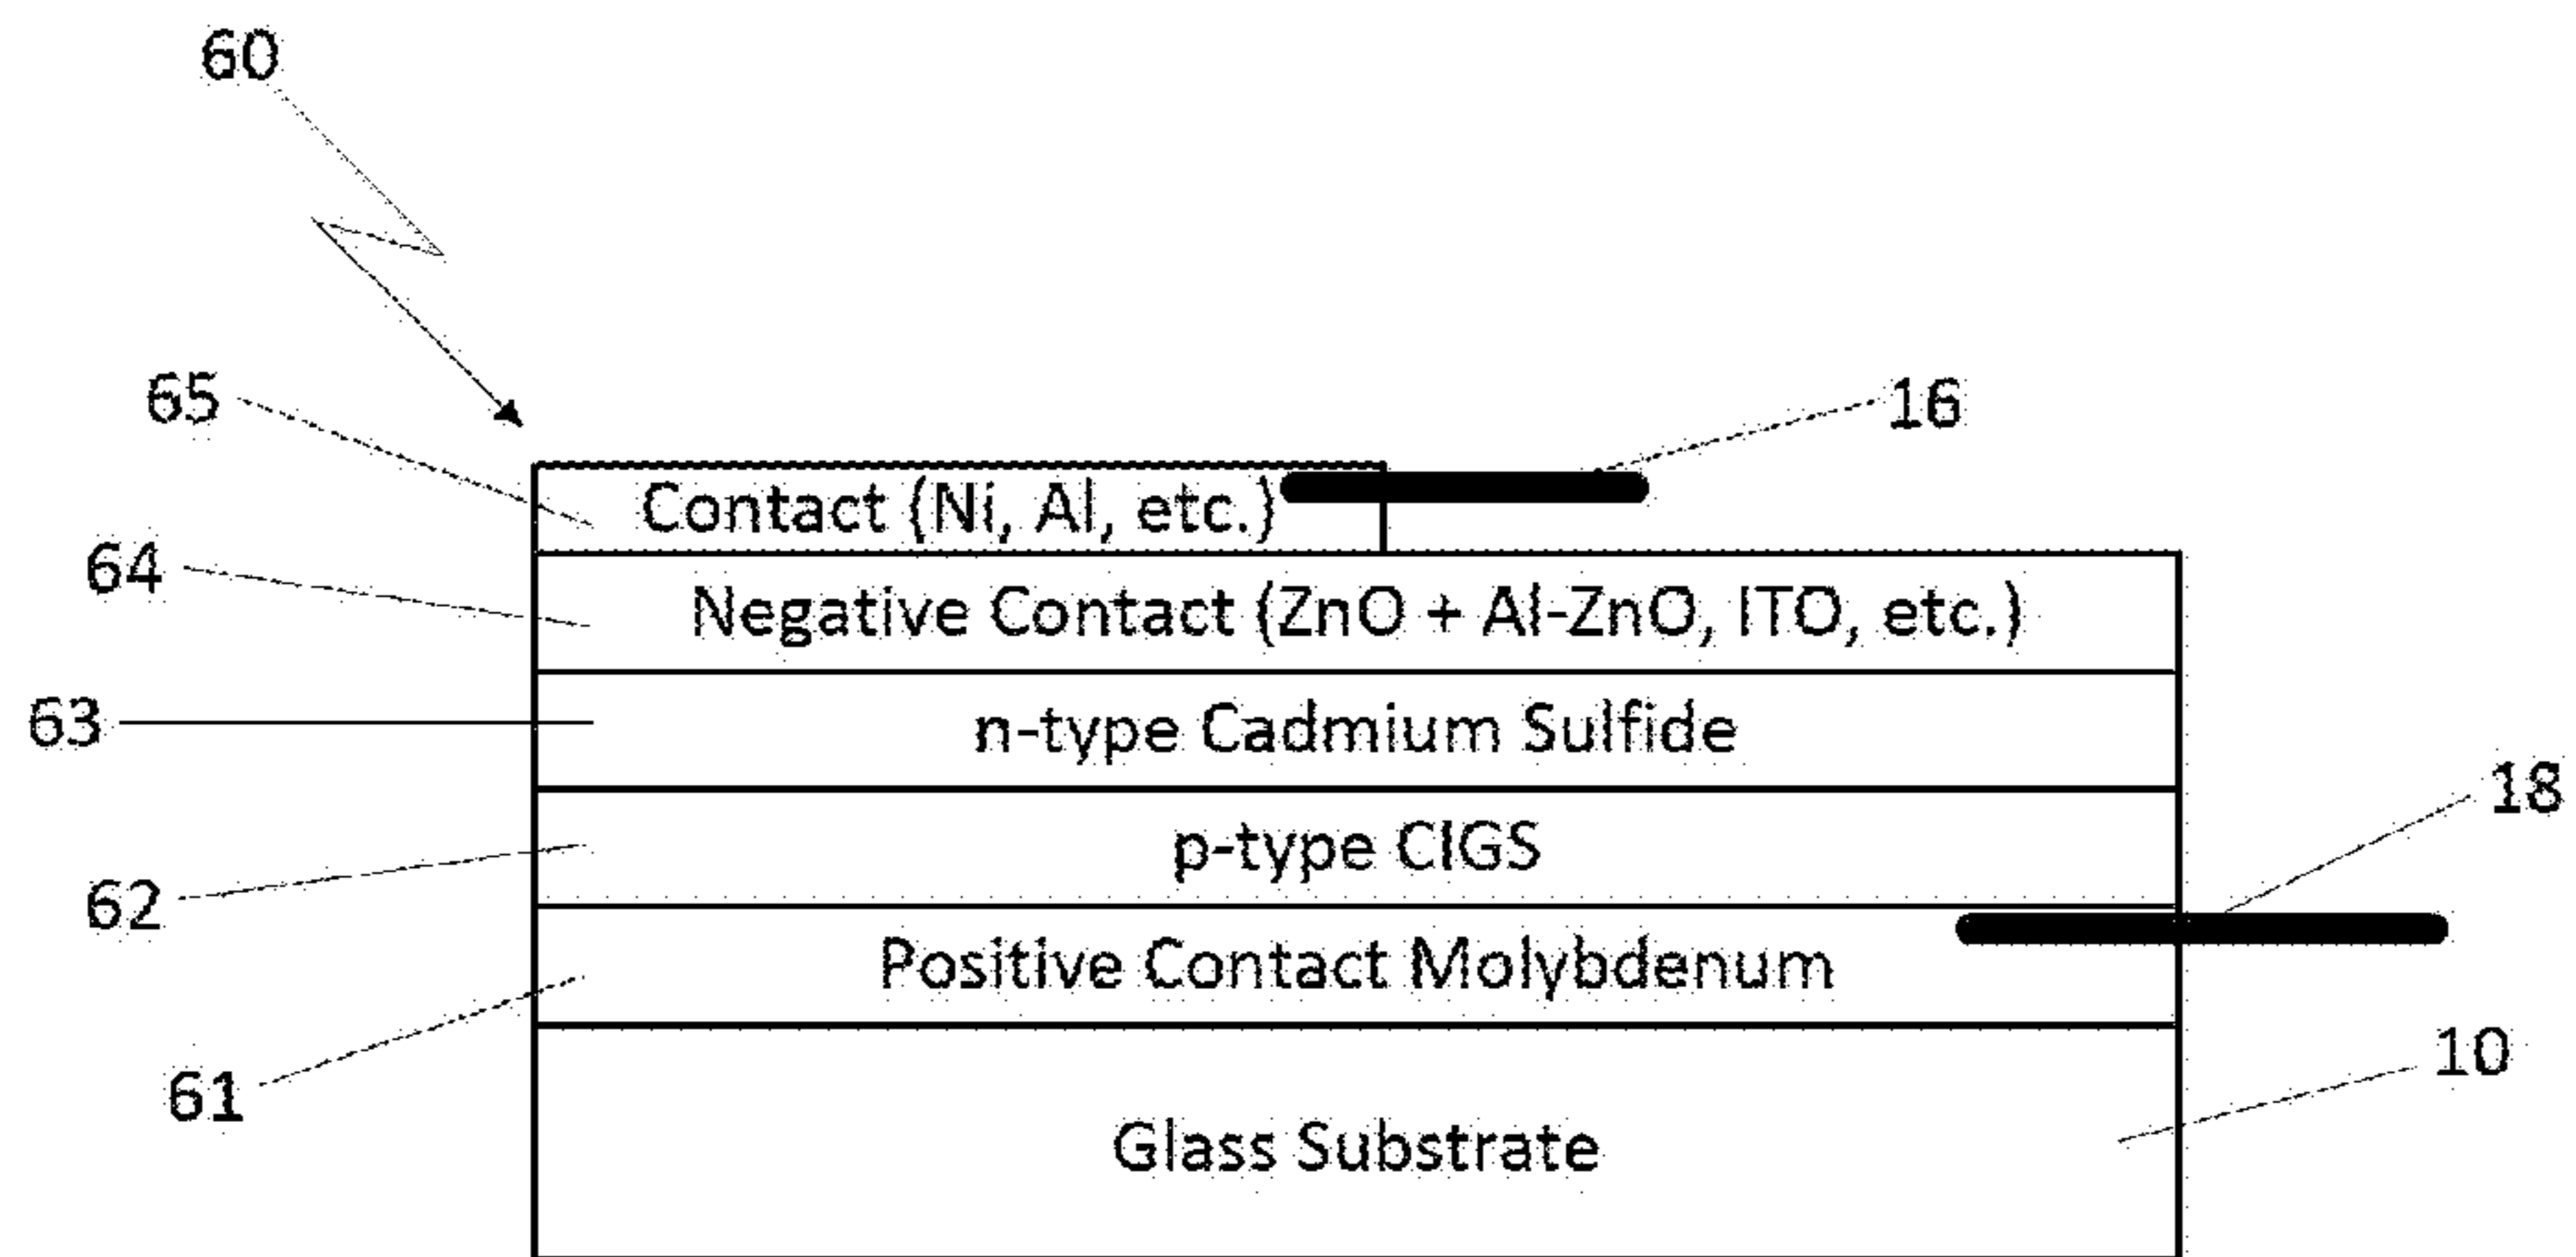 60
65
16
Contact (Ni, Al, etc.)
64
Negative Contact (ZnO + Al-ZnO, ITO, etc.)
63
n-type Cadmium Sulfide
18
p-type CIGS
62
Positive Contact Molybdenum
61
10
Glass Substrate